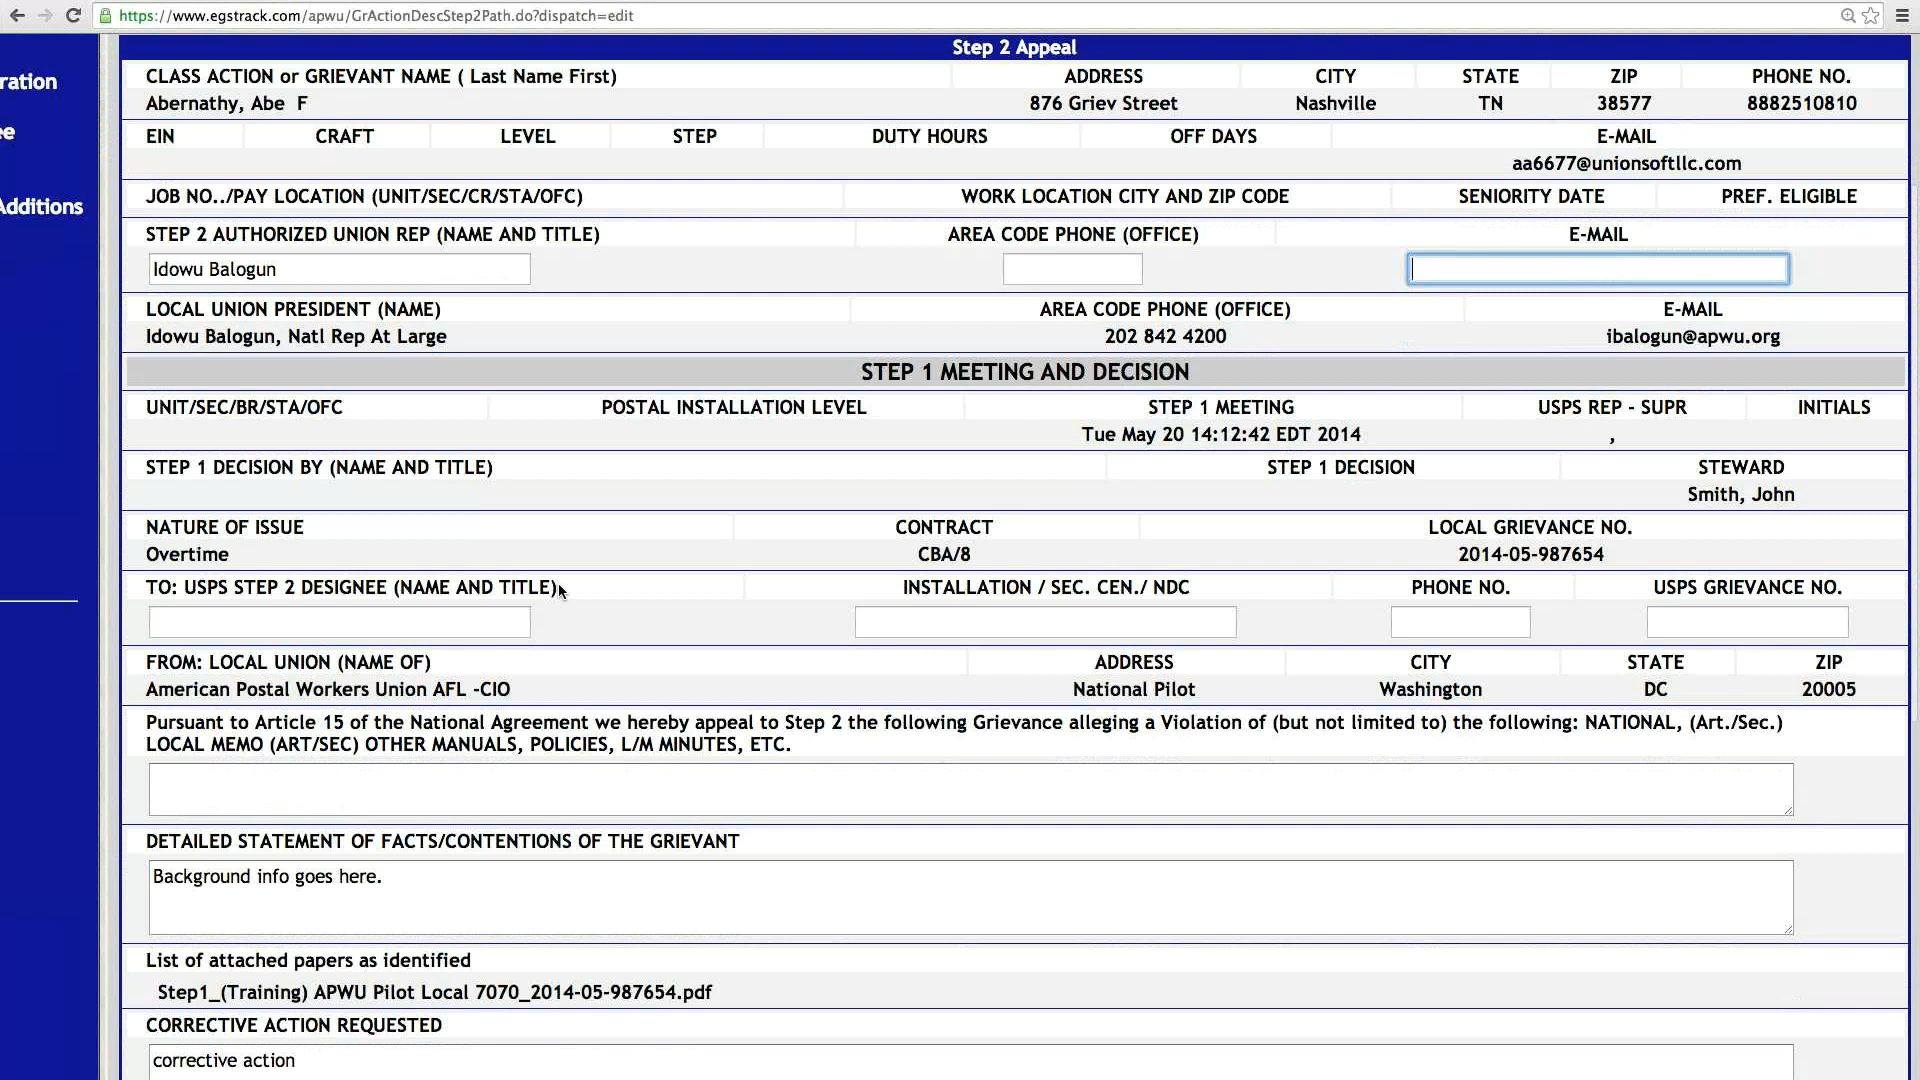 https://www.egstrack.com/apwu/GrActionDescStep2Path.do?dispatch=edit
Step 2 Appeal
ration
CLASS ACTION or GRIEVANT NAME ( Last Name First) ADDRESS CITY STATE ZIP PHONE NO.
Abernathy, Abe F 876 Griev Street Nashville TN 38577 8882510810
ee
EIN CRAFT LEVEL STEP DUTY HOURS OFF DAYS E-MAIL
aa6677@unionsoftllc.com
Additions
JOB NO../PAY LOCATION (UNIT/SEC/CR/STA/OFC) WORK LOCATION CITY AND ZIP CODE SENIORITY DATE PREF. ELIGIBLE
STEP 2 AUTHORIZED UNION REP (NAME AND TITLE) AREA CODE PHONE (OFFICE) E-MAIL
Idowu Balogun
LOCAL UNION PRESIDENT (NAME) AREA CODE PHONE (OFFICE) E-MAIL
Idowu Balogun, Natl Rep At Large 202 842 4200 ibalogun@apwu.org
STEP 1 MEETING AND DECISION
UNIT/SEC/BR/STA/OFC POSTAL INSTALLATION LEVEL STEP 1 MEETING USPS REP - SUPR INITIALS
Tue May 20 14:12:42 EDT 2014 ,
STEP 1 DECISION BY (NAME AND TITLE) STEP 1 DECISION STEWARD
Smith, John
NATURE OF ISSUE CONTRACT LOCAL GRIEVANCE NO.
Overtime CBA/8 2014-05-987654
TO: USPS STEP 2 DESIGNEE (NAME AND TITLE) INSTALLATION / SEC. CEN./ NDC PHONE NO. USPS GRIEVANCE NO.
FROM: LOCAL UNION (NAME OF) ADDRESS CITY STATE ZIP
American Postal Workers Union AFL -CIO National Pilot Washington DC 20005
Pursuant to Article 15 of the National Agreement we hereby appeal to Step 2 the following Grievance alleging a Violation of (but not limited to) the following: NATIONAL, (Art./Sec.)
LOCAL MEMO (ART/SEC) OTHER MANUALS, POLICIES, L/M MINUTES, ETC.
DETAILED STATEMENT OF FACTS/CONTENTIONS OF THE GRIEVANT
Background info goes here.
List of attached papers as identified
Step1_(Training) APWU Pilot Local 7070_2014-05-987654.pdf
CORRECTIVE ACTION REQUESTED
corrective action